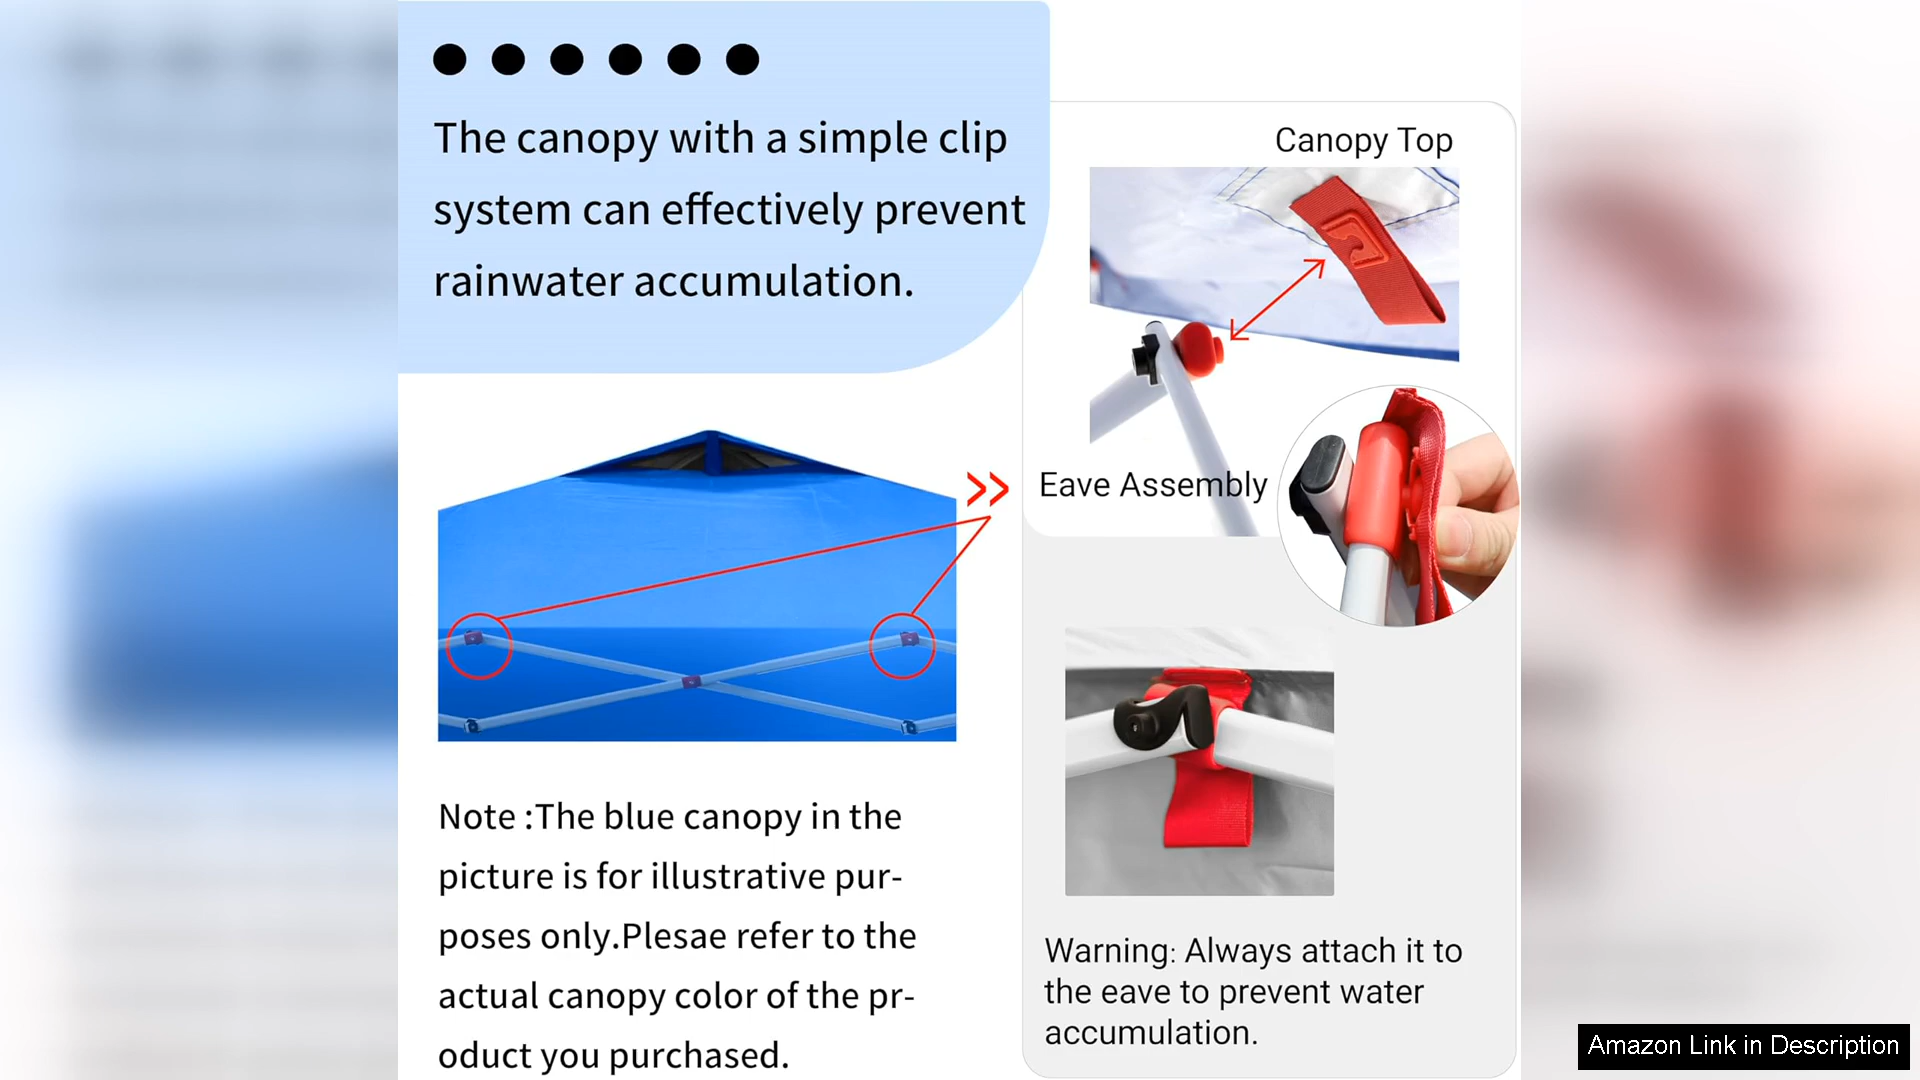 The canopy with a simple clip
system can effectively prevent
rainwater accumulation.
Canopy Top
Eave Assembly
Note :The blue canopy in the
picture is for illustrative pur-
poses only.Plesae refer to the
actual canopy color of the pr-
oduct you purchased.
Warning: Always attach it to
the eave to prevent water
accumulation.
Amazon Link in Description